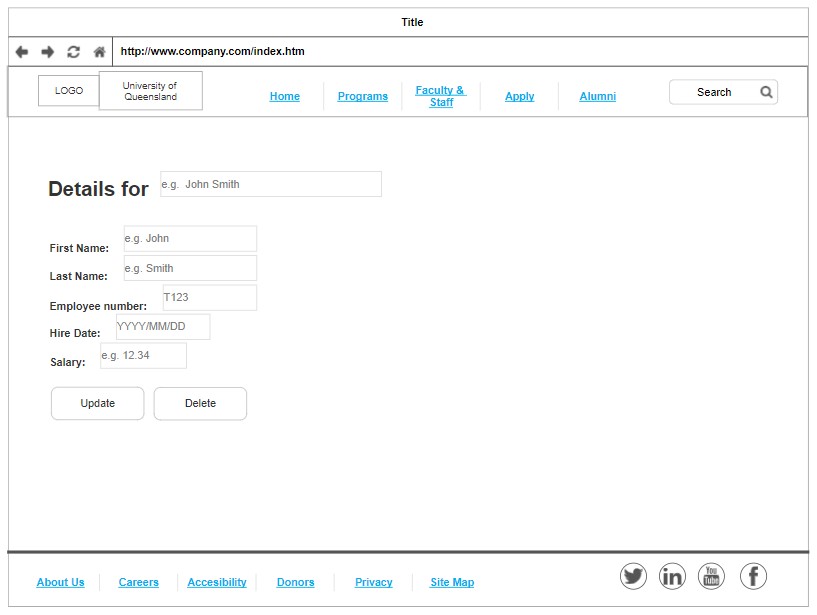 Title
http://www.company.com/index.htm
LOGO
University of
Queensland
Home
Programs
Faculty &
Staff
Apply
Alumni
Search
Details for
e.g. John Smith
First Name:
e.g. John
Last Name:
e.g. Smith
Employee number:
T123
Hire Date:
YYYY/MM/DD
Salary:
e.g. 12.34
Update
Delete
About Us
Careers
Accesibility
Donors
Privacy
Site Map
in
You
Tube
f